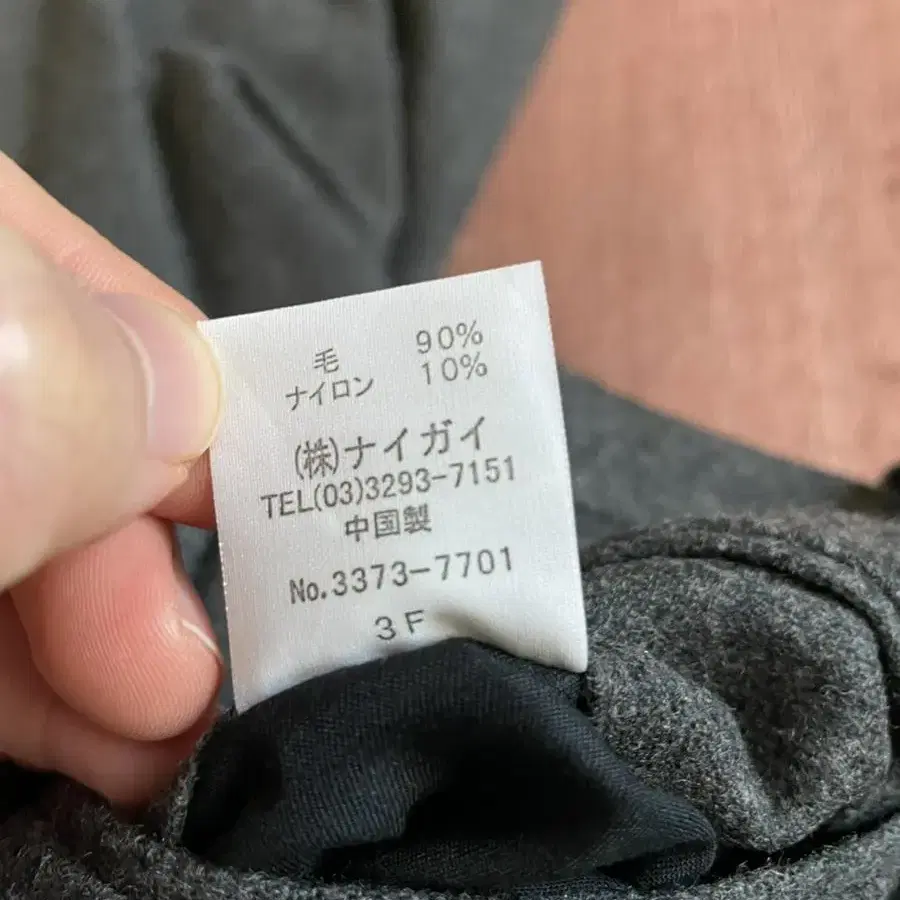 毛 90%
ナイロン 10%
(株)ナイガイ
TEL(03)3293-7151
中国製
No.3373-7701
3F